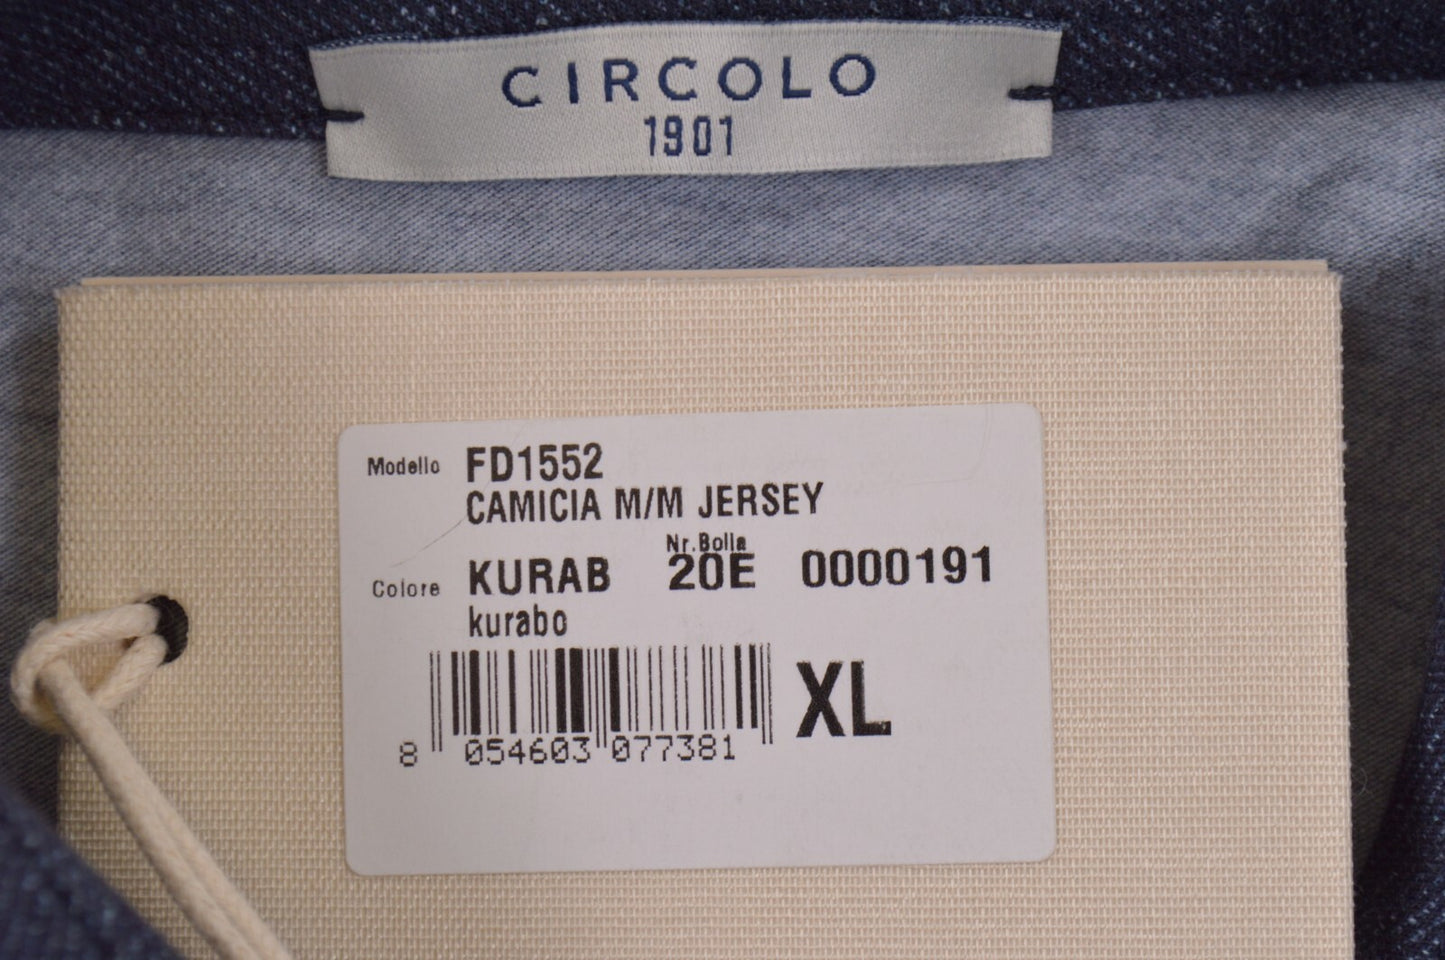 CIRCOLO
1901
Modello FD1552
CAMICIA M/M JERSEY
Nr.Bolla
Colore KURAB 20E 0000191
kurabo
XL
8 054603 077381